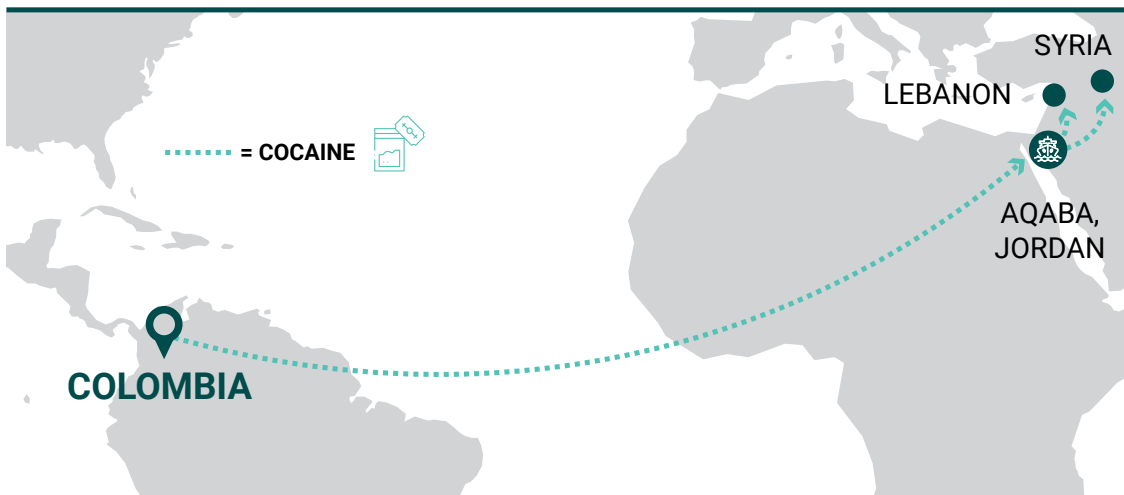 SYRIA
LEBANON
= COCAINE
AQABA,
JORDAN
COLOMBIA